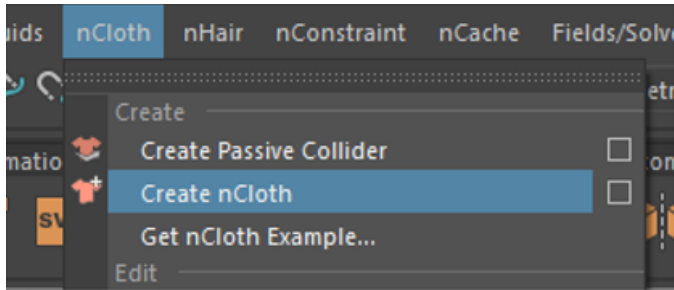 nCloth nHair nConstraint nCache
Create
Create Passive Collider
Create nCloth
Get nCloth Example...
Edit